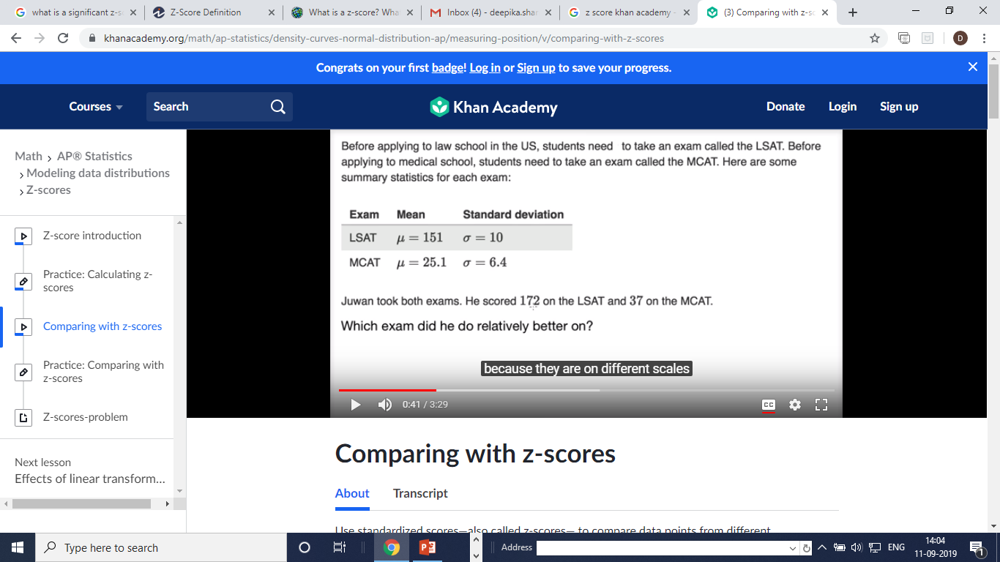 what is a significant z-s
Z-Score Definition
What is a z-score? Wha
Inbox (4) - deepika.shar
z score khan academy -
(3) Comparing with z-sc
khanacademy.org/math/ap-statistics/density-curves-normal-distribution-ap/measuring-position/v/comparing-with-z-scores
D
Congrats on your first badge! Log in or Sign up to save your progress.
Courses
Search
Khan Academy
Donate
Login
Sign up
Math › AP® Statistics
› Modeling data distributions
› Z-scores
Z-score introduction
Practice: Calculating z-
scores
Comparing with z-scores
Practice: Comparing with
z-scores
Z-scores-problem
Next lesson
Effects of linear transform...
Before applying to law school in the US, students need to take an exam called the LSAT. Before
applying to medical school, students need to take an exam called the MCAT. Here are some
summary statistics for each exam:
Exam Mean Standard deviation
LSAT μ = 151 σ = 10
MCAT μ = 25.1 σ = 6.4
Juwan took both exams. He scored 172 on the LSAT and 37 on the MCAT.
Which exam did he do relatively better on?
because they are on different scales
0:41 / 3:29
CC
Comparing with z-scores
About
Transcript
Use standardized scores—also called z-scores— to compare data points from different
Type here to search
Address
ENG
14:04
11-09-2019
1